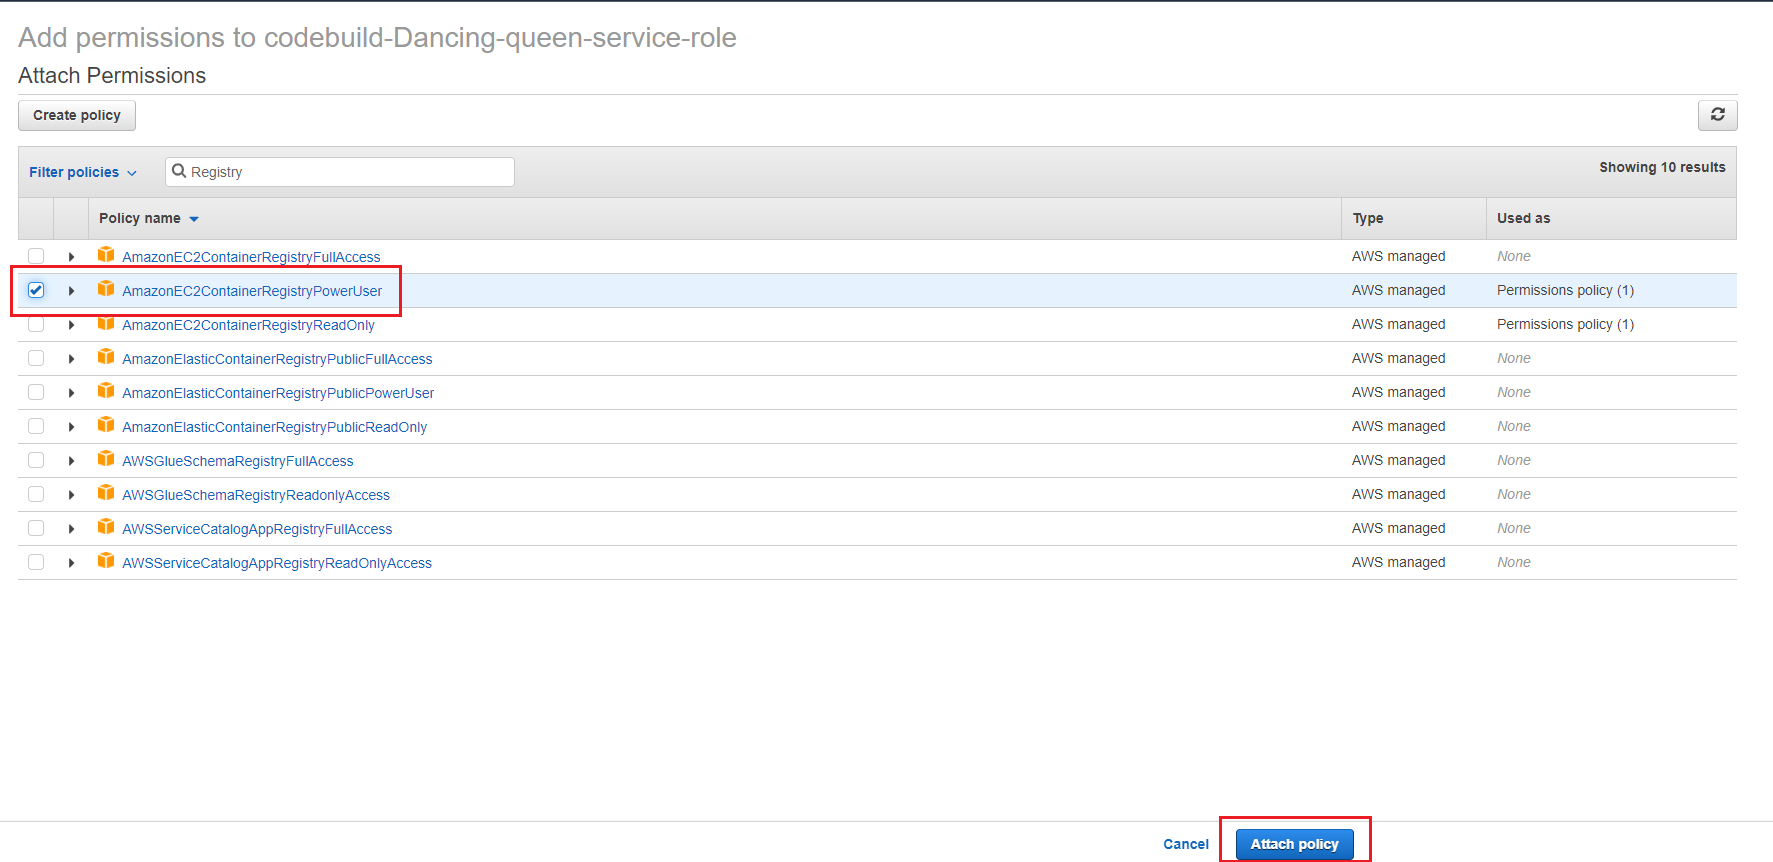 Add permissions to codebuild-Dancing-queen-service-role
Attach Permissions
Create policy
Filter policies Registry Showing 10 results
Policy name Type Used as
AmazonEC2ContainerRegistryFullAccess AWS managed None
AmazonEC2ContainerRegistryPowerUser AWS managed Permissions policy (1)
AmazonEC2ContainerRegistryReadOnly AWS managed Permissions policy (1)
AmazonElasticContainerRegistryPublicFullAccess AWS managed None
AmazonElasticContainerRegistryPublicPowerUser AWS managed None
AmazonElasticContainerRegistryPublicReadOnly AWS managed None
AWSGlueSchemaRegistryFullAccess AWS managed None
AWSGlueSchemaRegistryReadonlyAccess AWS managed None
AWSServiceCatalogAppRegistryFullAccess AWS managed None
AWSServiceCatalogAppRegistryReadOnlyAccess AWS managed None
Cancel Attach policy